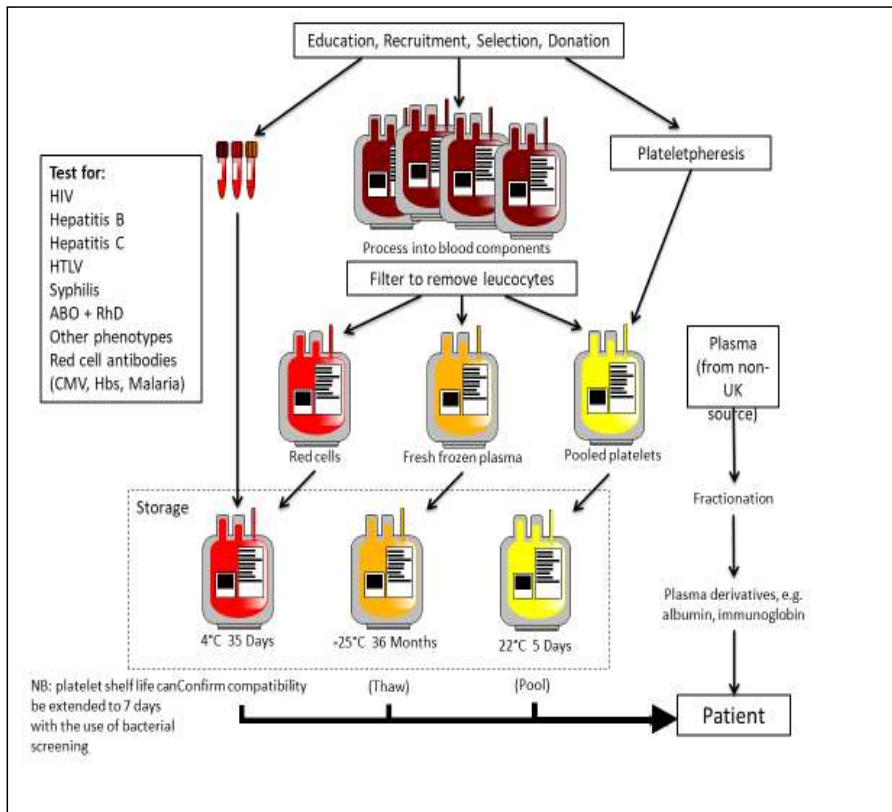 Education, Recruitment, Selection, Donation
Test for:
HIV
Hepatitis B
Hepatitis C
HTLV
Syphilis
ABO + RhD
Other phenotypes
Red cell antibodies
(CMV, Hbs, Malaria)
Plateletpheresis
Process into blood components
Filter to remove leucocytes
Red cells
Fresh frozen plasma
Pooled platelets
Plasma
(from non-
UK
source)
Storage
4°C 35 Days
-25°C 36 Months
22°C 5 Days
Fractionation
Plasma derivatives, e.g.
albumin, immunoglobin
NB: platelet shelf life can
be extended to 7 days
with the use of bacterial
screening
Confirm compatibility
(Thaw)
(Pool)
Patient